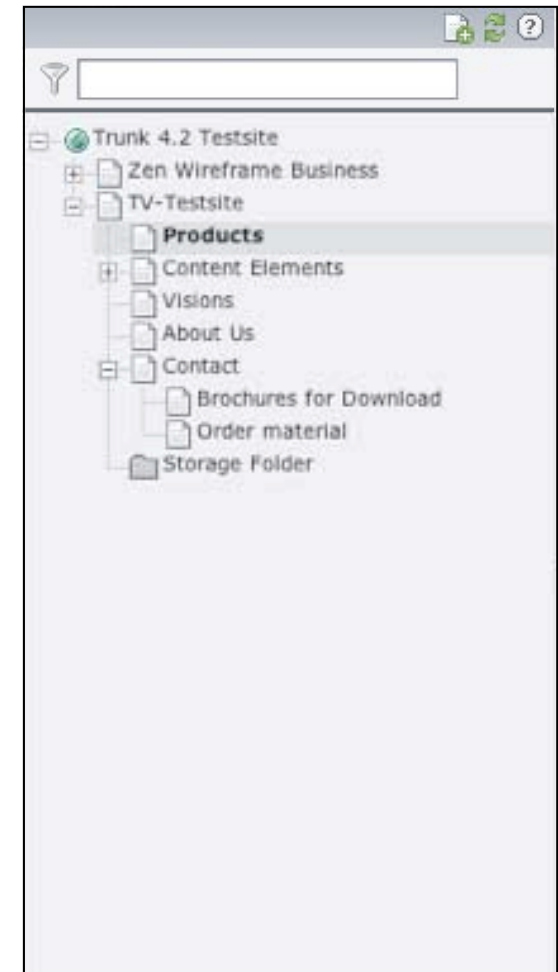 Trunk 4.2 Testsite
Zen Wireframe Business
TV-Testsite
Products
Content Elements
Visions
About Us
Contact
Brochures for Download
Order material
Storage Folder